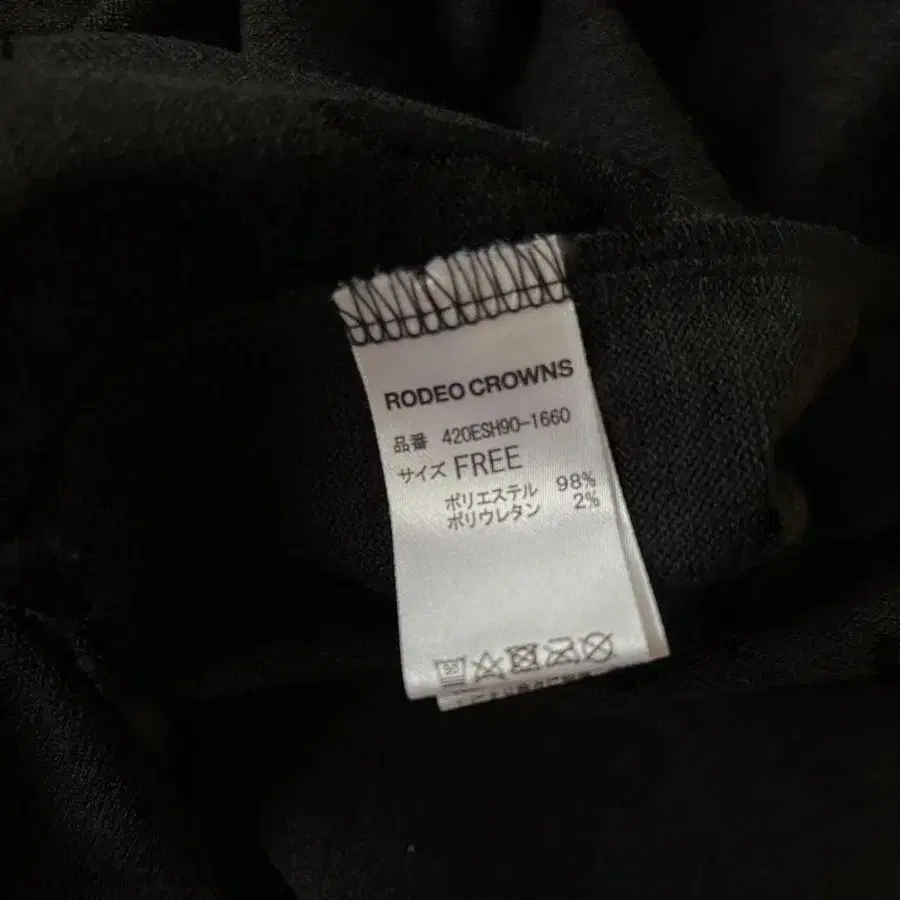 RODEO CROWNS
品番 420ESH90-1660
サイズ FREE
ポリエステル 98%
ポリウレタン 2%